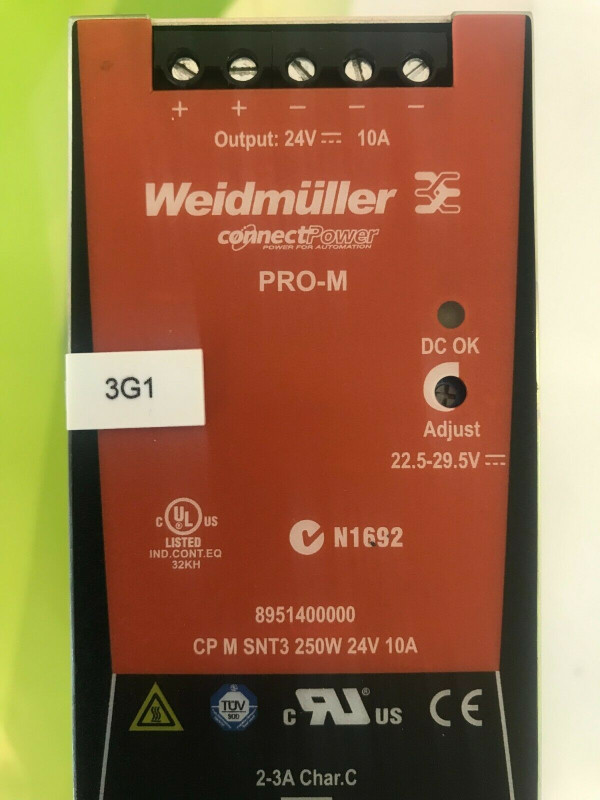 + + − − −
Output: 24V ⎓ 10A
Weidmüller
connectPower
POWER FOR AUTOMATION
PRO-M
DC OK
3G1
Adjust
22.5-29.5V ⎓
C UL US
LISTED
IND.CONT.EQ
32KH
N1692
8951400000
CP M SNT3 250W 24V 10A
TÜV
c RU® US
CE
2-3A Char.C